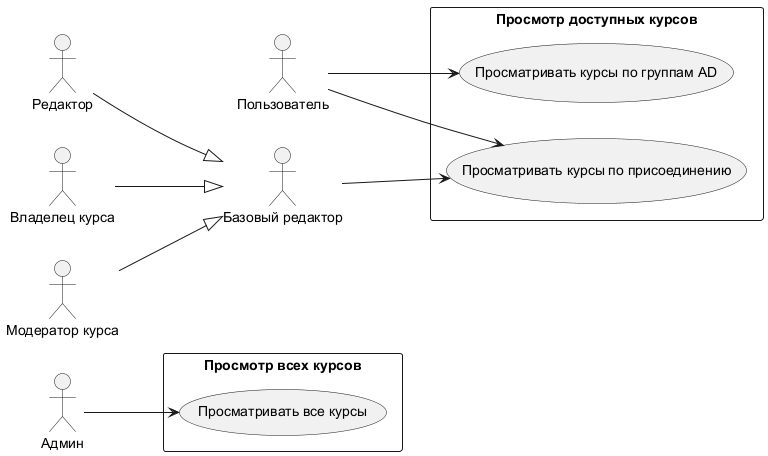 Просмотр доступных курсов
Просматривать курсы по группам AD
Редактор
Пользователь
Просматривать курсы по присоединению
Владелец курса
Базовый редактор
Модератор курса
Просмотр всех курсов
Просматривать все курсы
Админ